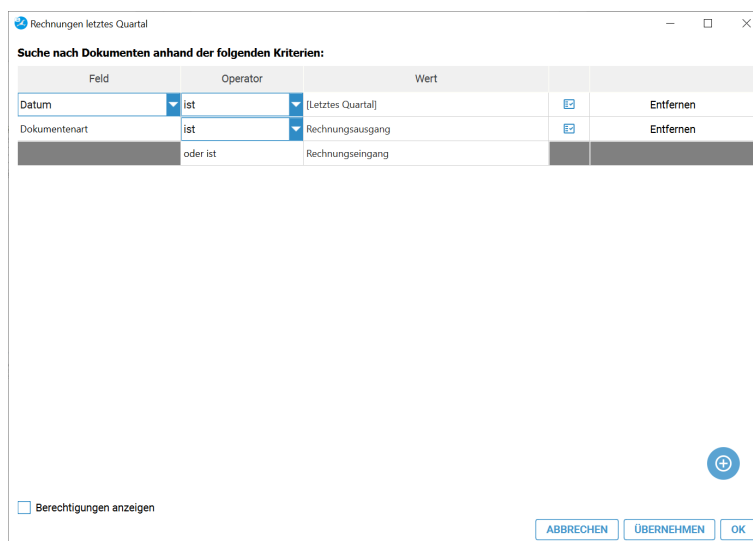 Rechnungen letztes Quartal
Suche nach Dokumenten anhand der folgenden Kriterien:
Feld Operator Wert
Datum ist [Letztes Quartal] Entfernen
Dokumentenart ist Rechnungsausgang Entfernen
oder ist Rechnungseingang
Berechtigungen anzeigen
ABBRECHEN ÜBERNEHMEN OK